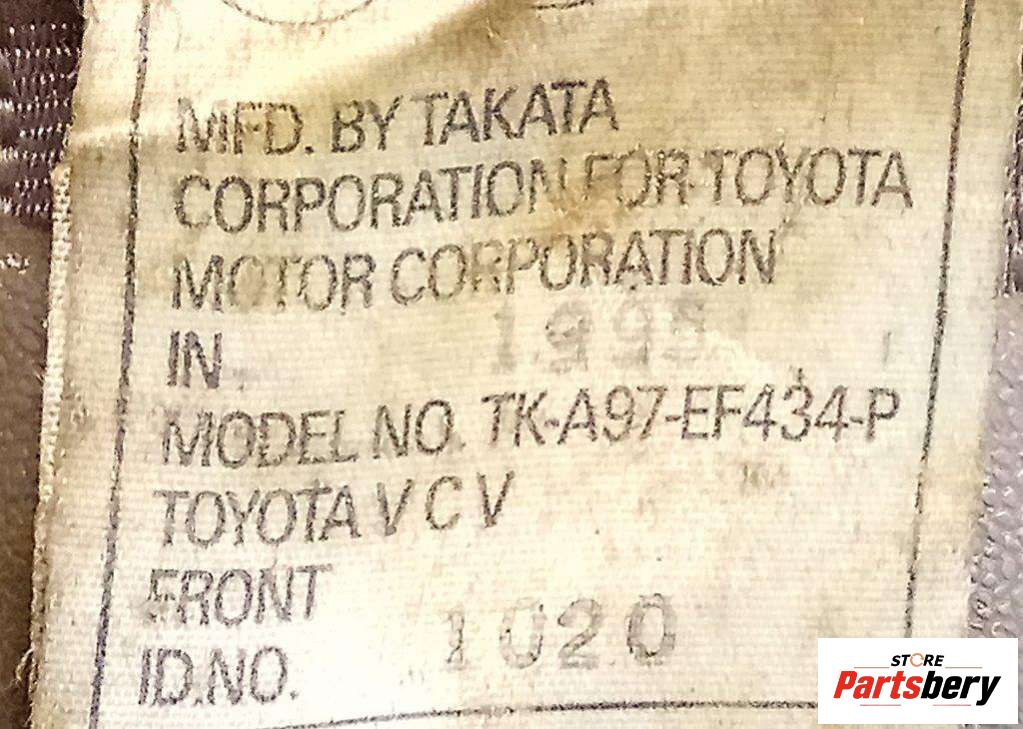 MFD. BY TAKATA
CORPORATION FOR TOYOTA
MOTOR CORPORATION
IN 1995
MODEL NO. TK-A97-EF434-P
TOYOTA V C V
FRONT
ID.NO. 1020
STORE
Partsbery